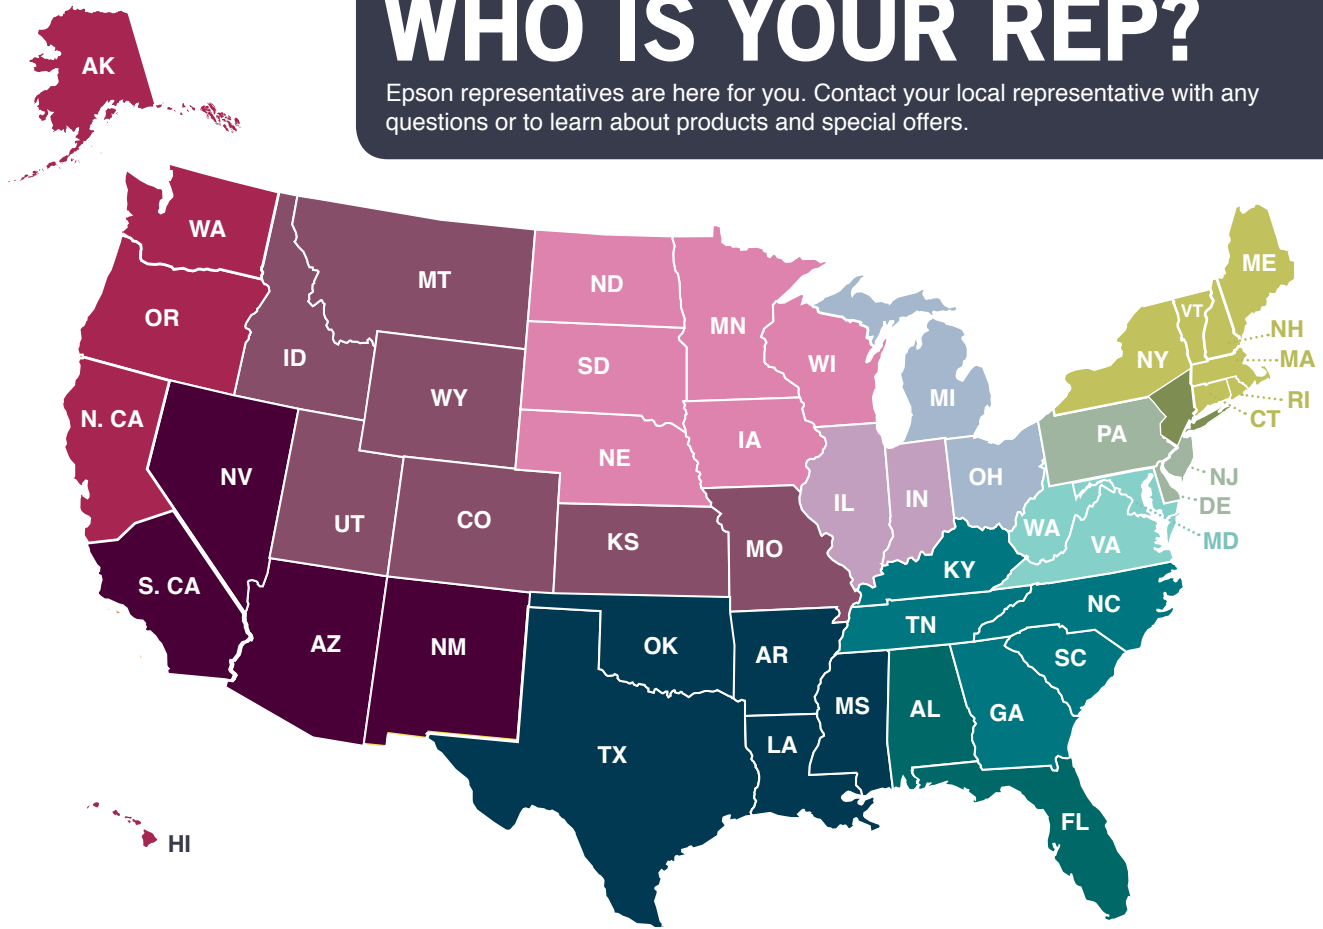 WHO IS YOUR REP?
Epson representatives are here for you. Contact your local representative with any
questions or to learn about products and special offers.
AK
WA
OR
N. CA
S. CA
NV
ID
MT
WY
UT
CO
AZ
NM
ND
SD
NE
KS
MN
IA
MO
WI
IL
IN
MI
OH
OK
TX
AR
LA
MS
AL
GA
FL
KY
TN
NC
SC
WA
VA
PA
NY
VT
ME
NH
MA
RI
CT
NJ
DE
MD
HI